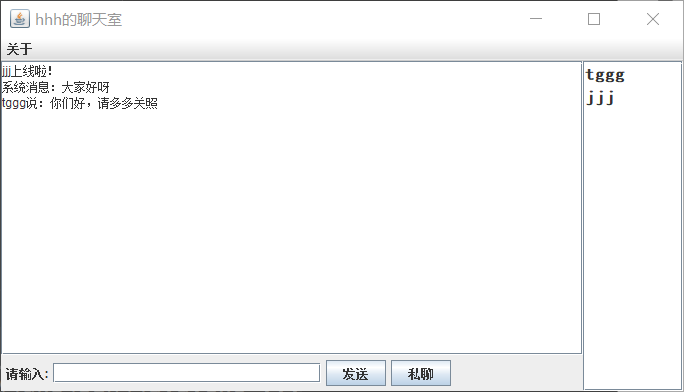 hhh的聊天室
关于
jjj上线啦！
系统消息：大家好呀
tggg说：你们好，请多多关照
tggg
jjj
请输入:
发送
私聊